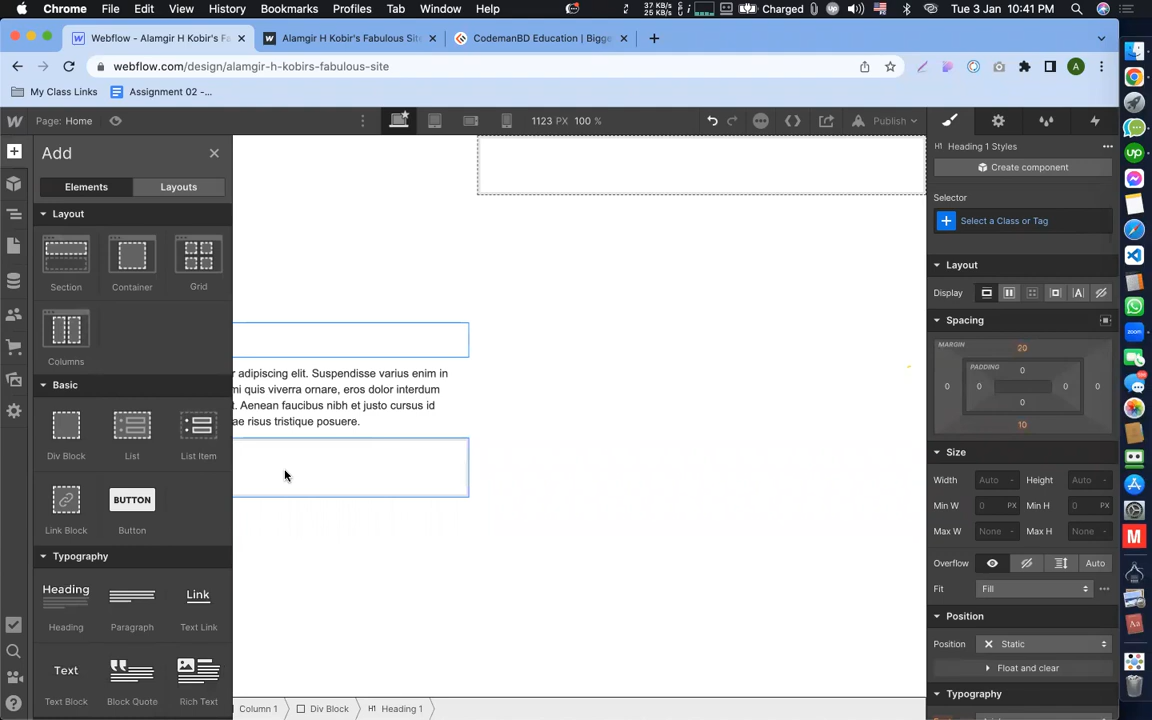 Chrome File Edit View History Bookmarks Profiles Tab Window Help 37 KB/s 25 KB/s Charged Tue 3 Jan 10:41 PM
Webflow - Alamgir H Kobir's Fa
Alamgir H Kobir's Fabulous Site
CodemanBD Education | Bigge
webflow.com/design/alamgir-h-kobirs-fabulous-site
A
My Class Links
Assignment 02 -...
Page: Home
1123 PX 100 %
Publish
Add
Elements
Layouts
Layout
Section
Container
Grid
Columns
Basic
Div Block
List
List Item
Link Block
BUTTON
Button
Typography
Heading
Heading
Paragraph
Link
Text Link
Text
Text Block
Block Quote
Rich Text
r adipiscing elit. Suspendisse varius enim in
mi quis viverra ornare, eros dolor interdum
t. Aenean faucibus nibh et justo cursus id
ae risus tristique posuere.
Column 1
Div Block
H1 Heading 1
H1 Heading 1 Styles
Create component
Selector
Select a Class or Tag
Layout
Display
Spacing
MARGIN
20
PADDING
0
0
0
0
0
0
10
Size
Width Auto - Height Auto -
Min W 0 PX Min H 0 PX
Max W None - Max H None -
Overflow Auto
Fit Fill
Position
Position Static
Float and clear
Typography